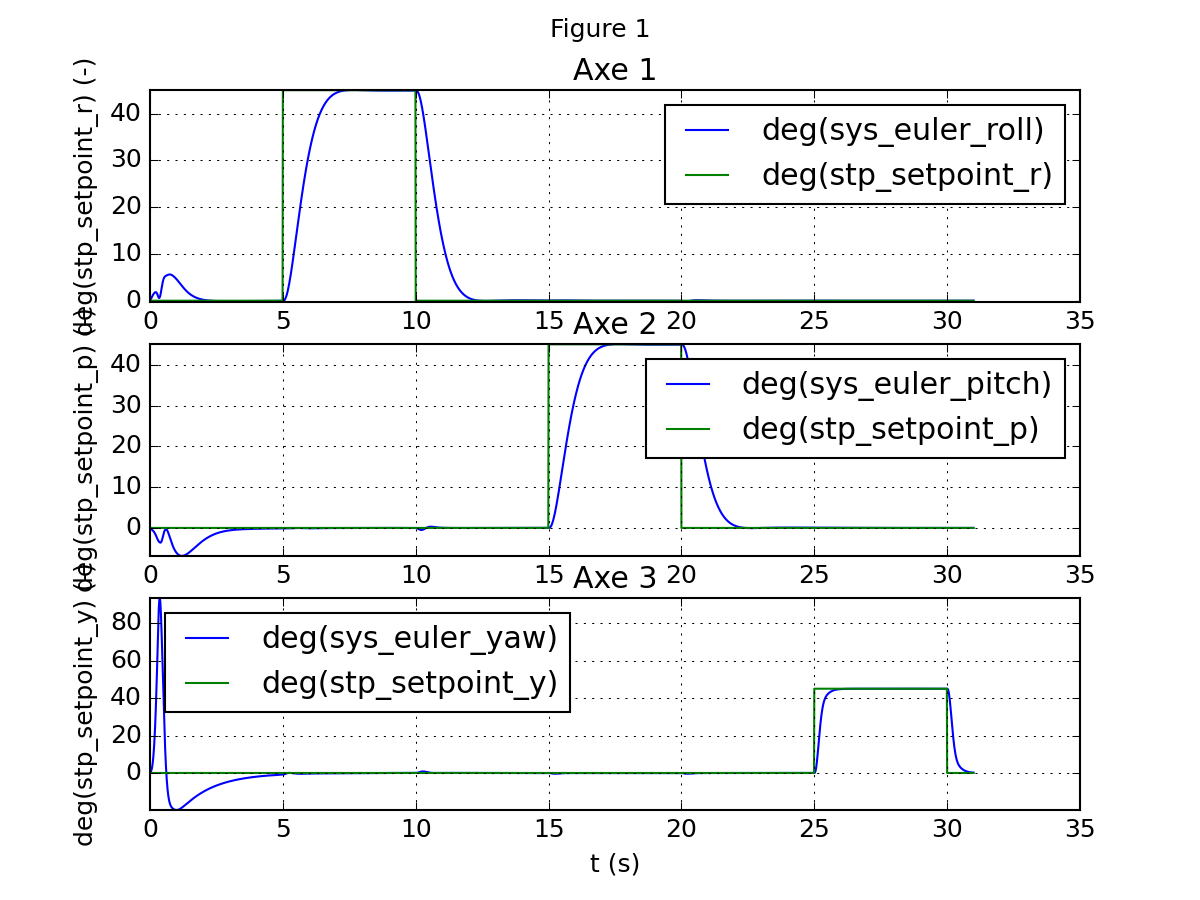 Figure 1
Axe 1
deg(stp_setpoint_r) (-)
40
30
20
10
0
deg(sys_euler_roll)
deg(stp_setpoint_r)
0 5 10 15 20 25 30 35
Axe 2
deg(stp_setpoint_p) (-)
40
30
20
10
0
deg(sys_euler_pitch)
deg(stp_setpoint_p)
0 5 10 15 20 25 30 35
Axe 3
deg(stp_setpoint_y) (-)
80
60
40
20
0
deg(sys_euler_yaw)
deg(stp_setpoint_y)
0 5 10 15 20 25 30 35
t (s)